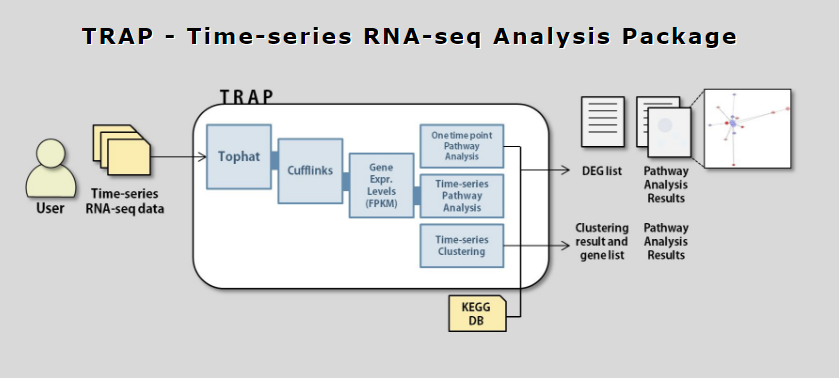 TRAP - Time-series RNA-seq Analysis Package
TRAP
User
Time-series
RNA-seq data
Tophat
Cufflinks
Gene
Expr.
Levels
(FPKM)
One time point
Pathway
Analysis
Time-series
Pathway
Analysis
Time-series
Clustering
KEGG
DB
DEG list
Pathway
Analysis
Results
Clustering
result and
gene list
Pathway
Analysis
Results